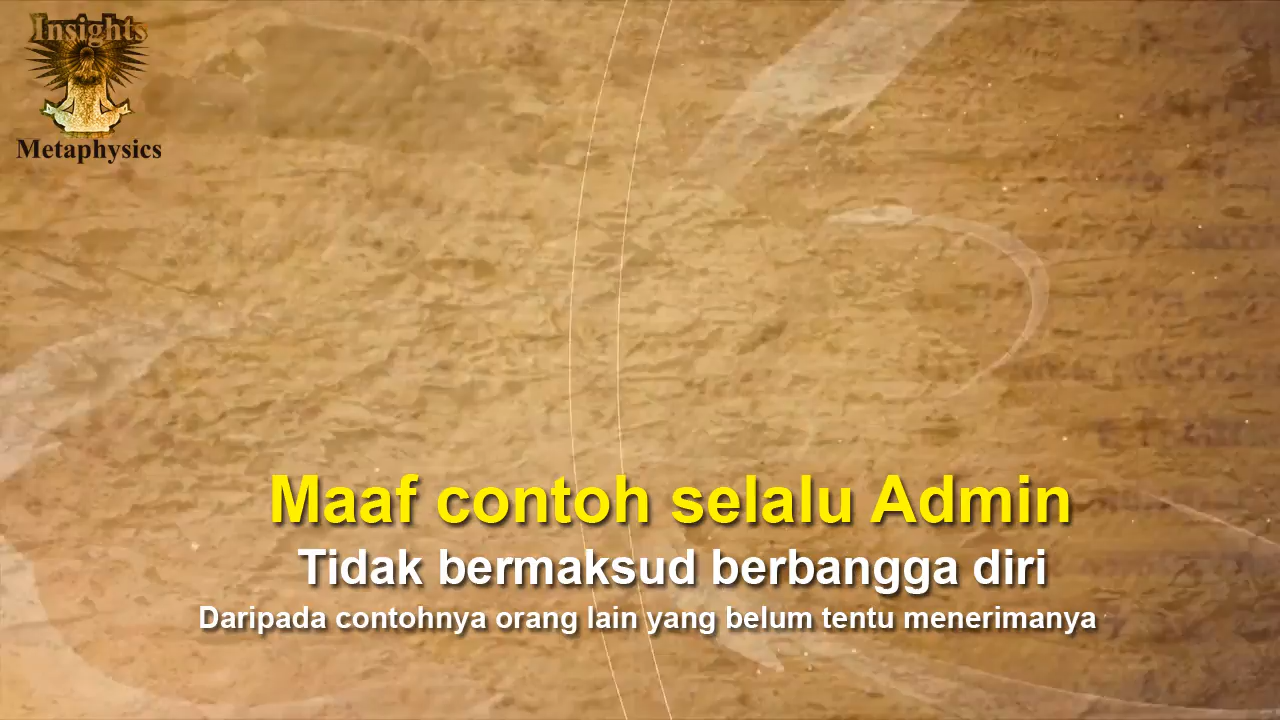 Insights
Metaphysics
Maaf contoh selalu Admin
Tidak bermaksud berbangga diri
Daripada contohnya orang lain yang belum tentu menerimanya